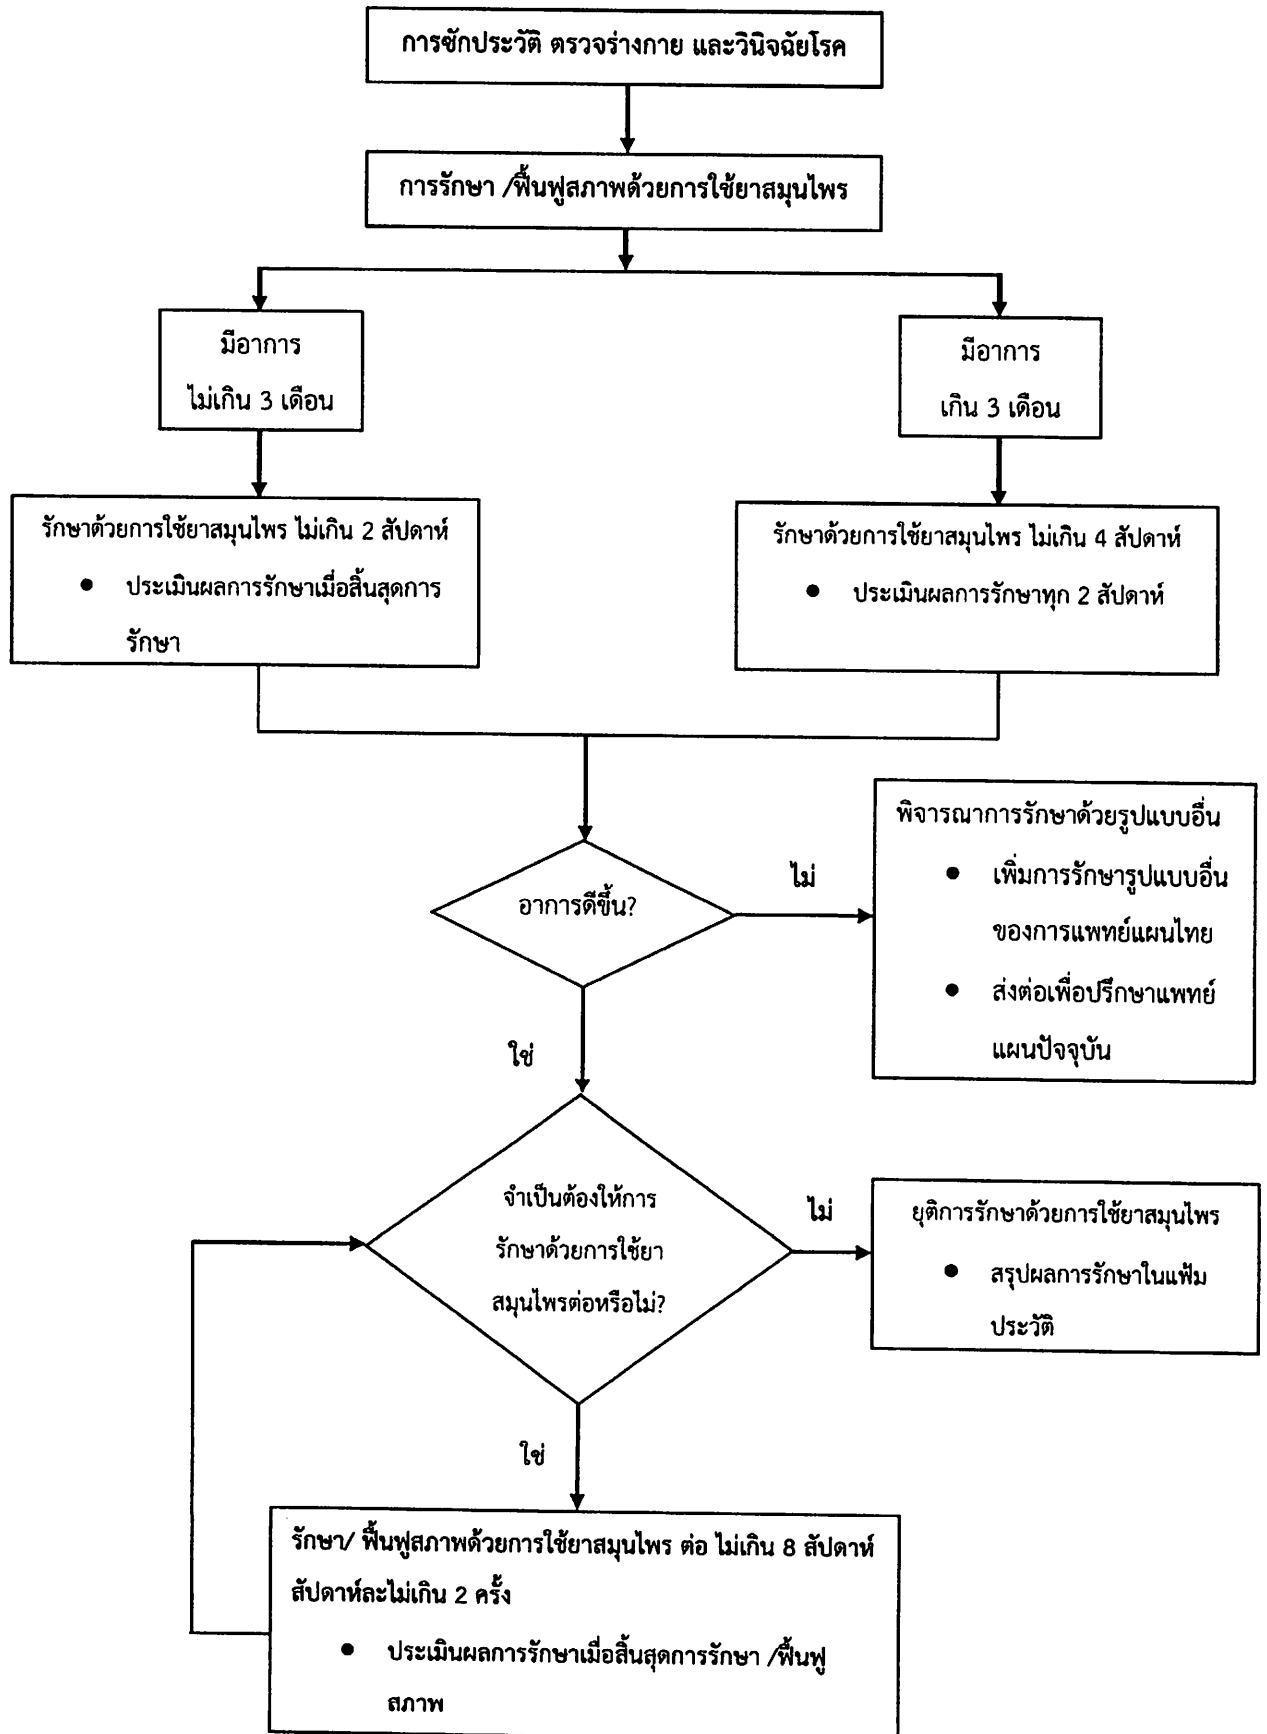 การซักประวัติ ตรวจร่างกาย และวินิจฉัยโรค
การรักษา /ฟื้นฟูสภาพด้วยการใช้ยาสมุนไพร
มีอาการ
ไม่เกิน 3 เดือน
มีอาการ
เกิน 3 เดือน
รักษาด้วยการใช้ยาสมุนไพร ไม่เกิน 2 สัปดาห์
● ประเมินผลการรักษาเมื่อสิ้นสุดการ
รักษา
รักษาด้วยการใช้ยาสมุนไพร ไม่เกิน 4 สัปดาห์
● ประเมินผลการรักษาทุก 2 สัปดาห์
อาการดีขึ้น?
ไม่
พิจารณาการรักษาด้วยรูปแบบอื่น
● เพิ่มการรักษารูปแบบอื่น
ของการแพทย์แผนไทย
● ส่งต่อเพื่อปรึกษาแพทย์
แผนปัจจุบัน
ใช่
จำเป็นต้องให้การ
รักษาด้วยการใช้ยา
สมุนไพรต่อหรือไม่?
ไม่
ยุติการรักษาด้วยการใช้ยาสมุนไพร
● สรุปผลการรักษาในแฟ้ม
ประวัติ
ใช่
รักษา/ ฟื้นฟูสภาพด้วยการใช้ยาสมุนไพร ต่อ ไม่เกิน 8 สัปดาห์
สัปดาห์ละไม่เกิน 2 ครั้ง
● ประเมินผลการรักษาเมื่อสิ้นสุดการรักษา /ฟื้นฟู
สภาพ